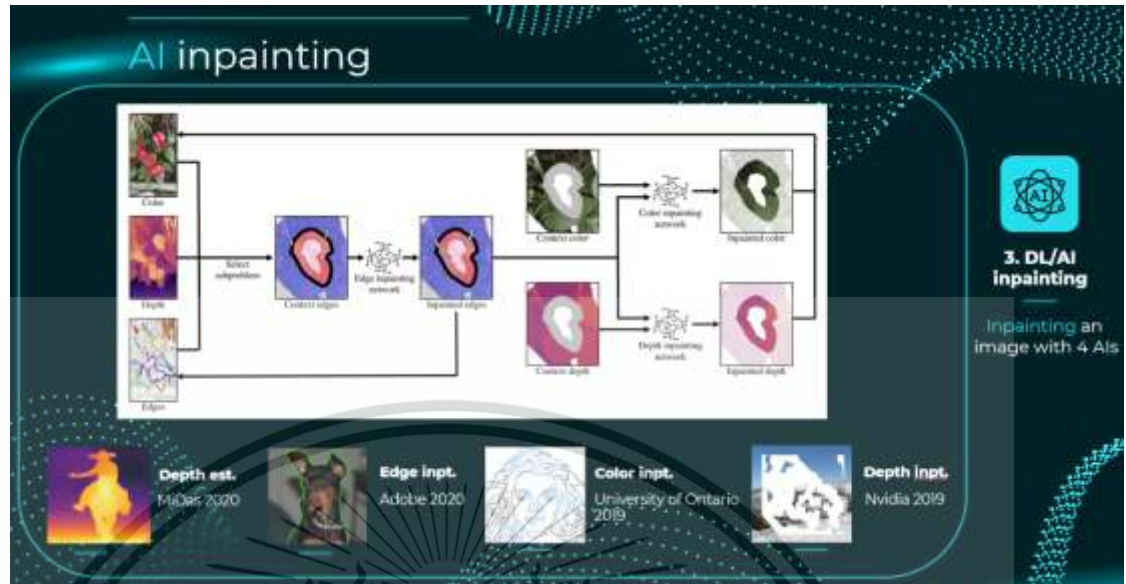 AI inpainting
Color
Depth
Edges
Select
subproblem
Context edges
Edge inpainting
network
Inpainted edges
Context color
Color inpainting
network
Inpainted color
Context depth
Depth inpainting
network
Inpainted depth
AI
3. DL/AI
inpainting
Inpainting an
image with 4 AIs
Depth est.
MiDas 2020
Edge inpt.
Adobe 2020
Color inpt.
University of Ontario
2019
Depth inpt.
Nvidia 2019